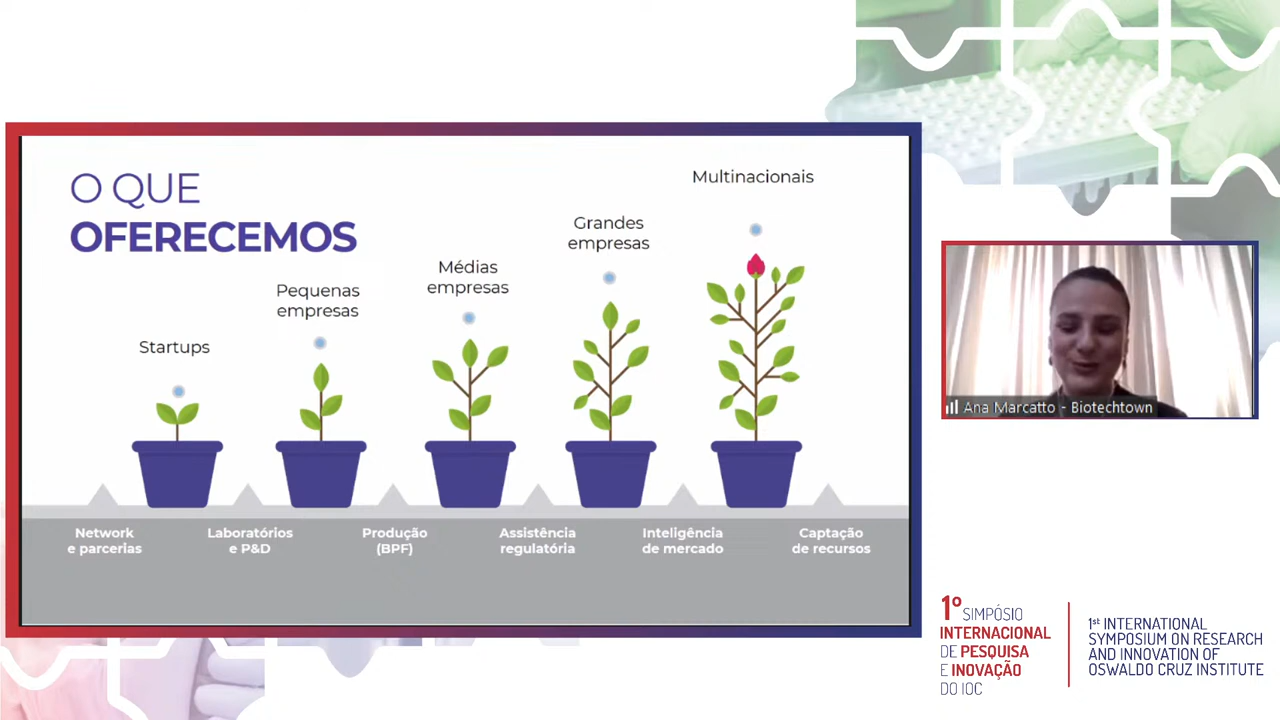 O QUE
OFERECEMOS
Startups
Pequenas
empresas
Médias
empresas
Grandes
empresas
Multinacionais
Network
e parcerias
Laboratórios
e P&D
Produção
(BPF)
Assistência
regulatória
Inteligência
de mercado
Captação
de recursos
Ana Marcatto - Biotechtown
1º SIMPÓSIO
INTERNACIONAL
DE PESQUISA
E INOVAÇÃO
DO IOC
1st INTERNATIONAL
SYMPOSIUM ON RESEARCH
AND INNOVATION OF
OSWALDO CRUZ INSTITUTE